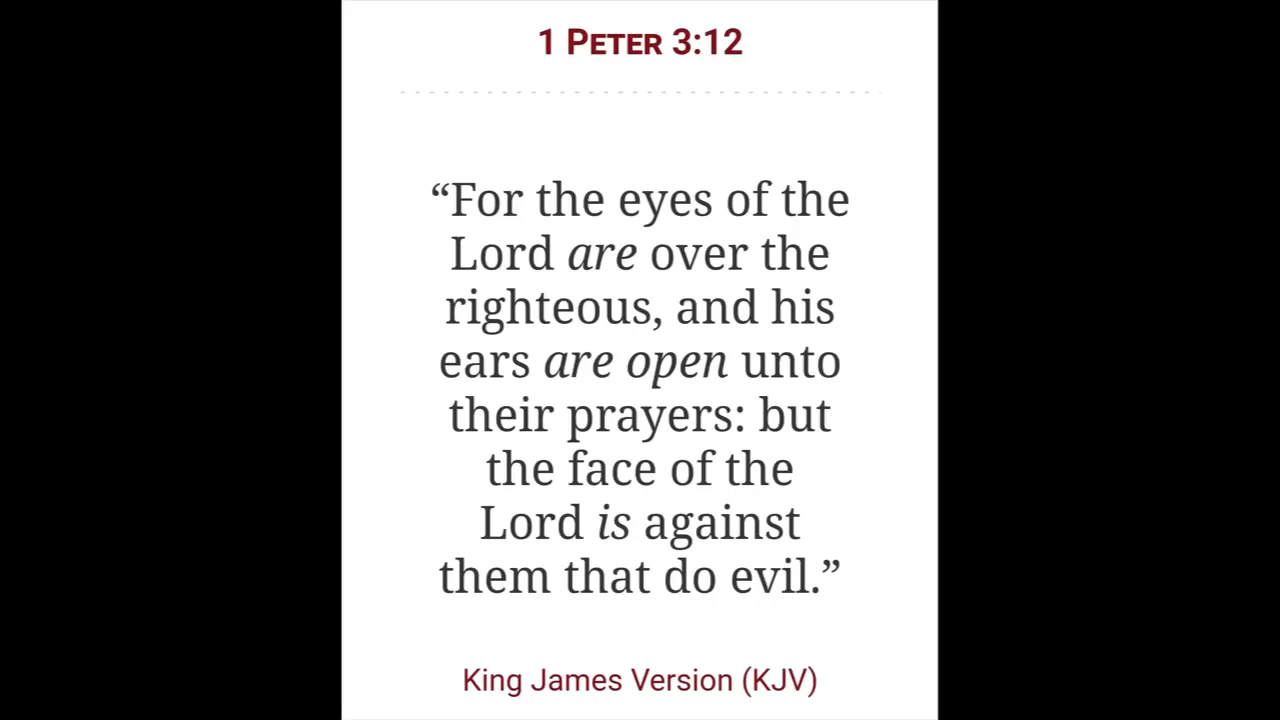 1 Peter 3:12
“For the eyes of the
Lord are over the
righteous, and his
ears are open unto
their prayers: but
the face of the
Lord is against
them that do evil.”
King James Version (KJV)